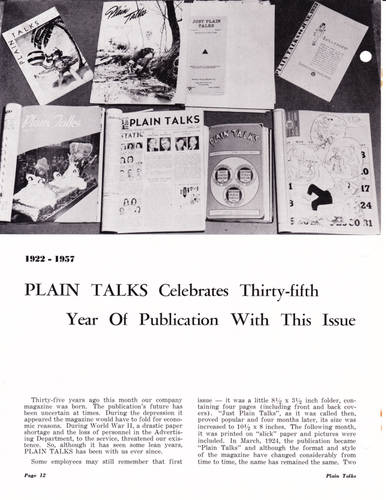 PLAIN TALKS
Plain Talks
JUST PLAIN
TALKS
Plain Talks
PLAIN TALKS
PLAIN TALKS
1922 - 1957
PLAIN TALKS Celebrates Thirty-fifth
Year Of Publication With This Issue
Thirty-five years ago this month our company
magazine was born. The publication's future has
been uncertain at times. During the depression it
appeared the magazine would have to fold for econo-
mic reasons. During World War II, a drastic paper
shortage and the loss of personnel in the Advertis-
ing Department, to the service, threatened our exis-
tence. So, although it has seen some lean years,
PLAIN TALKS has been with us ever since.
Some employees may still remember that first
issue — it was a little 8½ x 5½ inch folder, con-
taining four pages (including front and back cov-
ers). "Just Plain Talks", as it was called then,
proved popular and four months later, its size was
increased to 10½ x 8 inches. The following month,
it was printed on "slick" paper and pictures were
included. In March, 1924, the publication became
"Plain Talks" and although the format and style
of the magazine have changed considerably from
time to time, the same has remained the same. Two
Page 12
Plain Talks